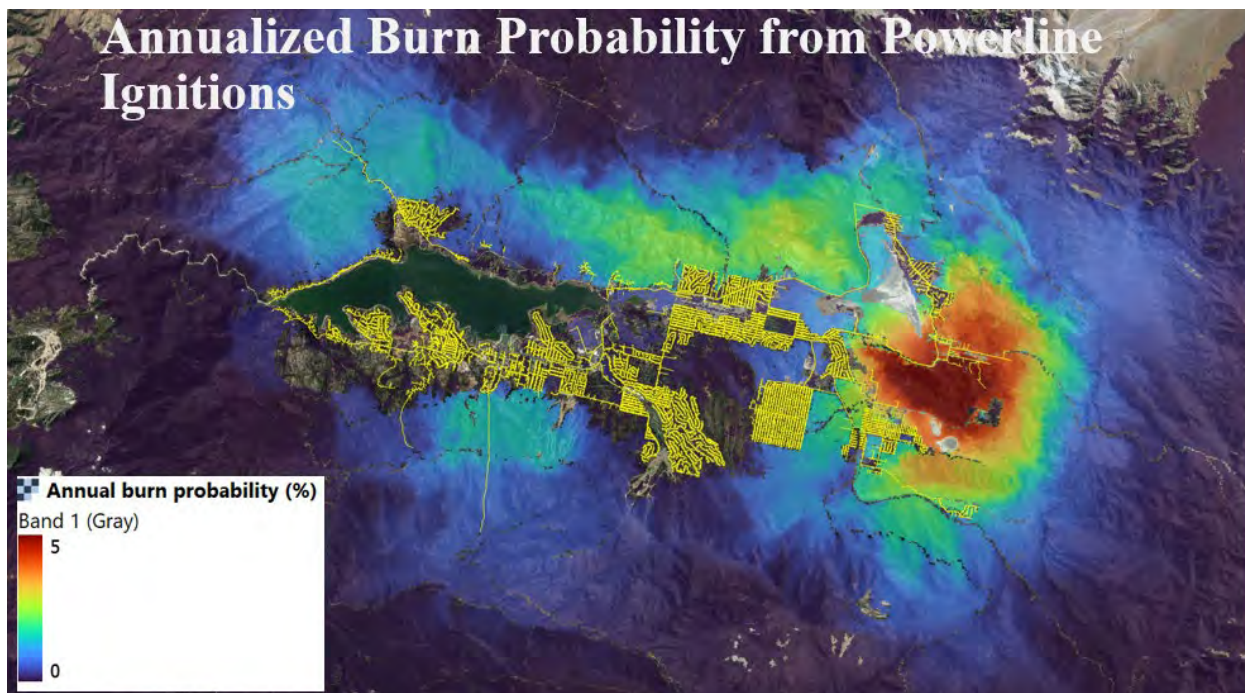 Annualized Burn Probability from Powerline
Ignitions
Annual burn probability (%)
Band 1 (Gray)
5
0